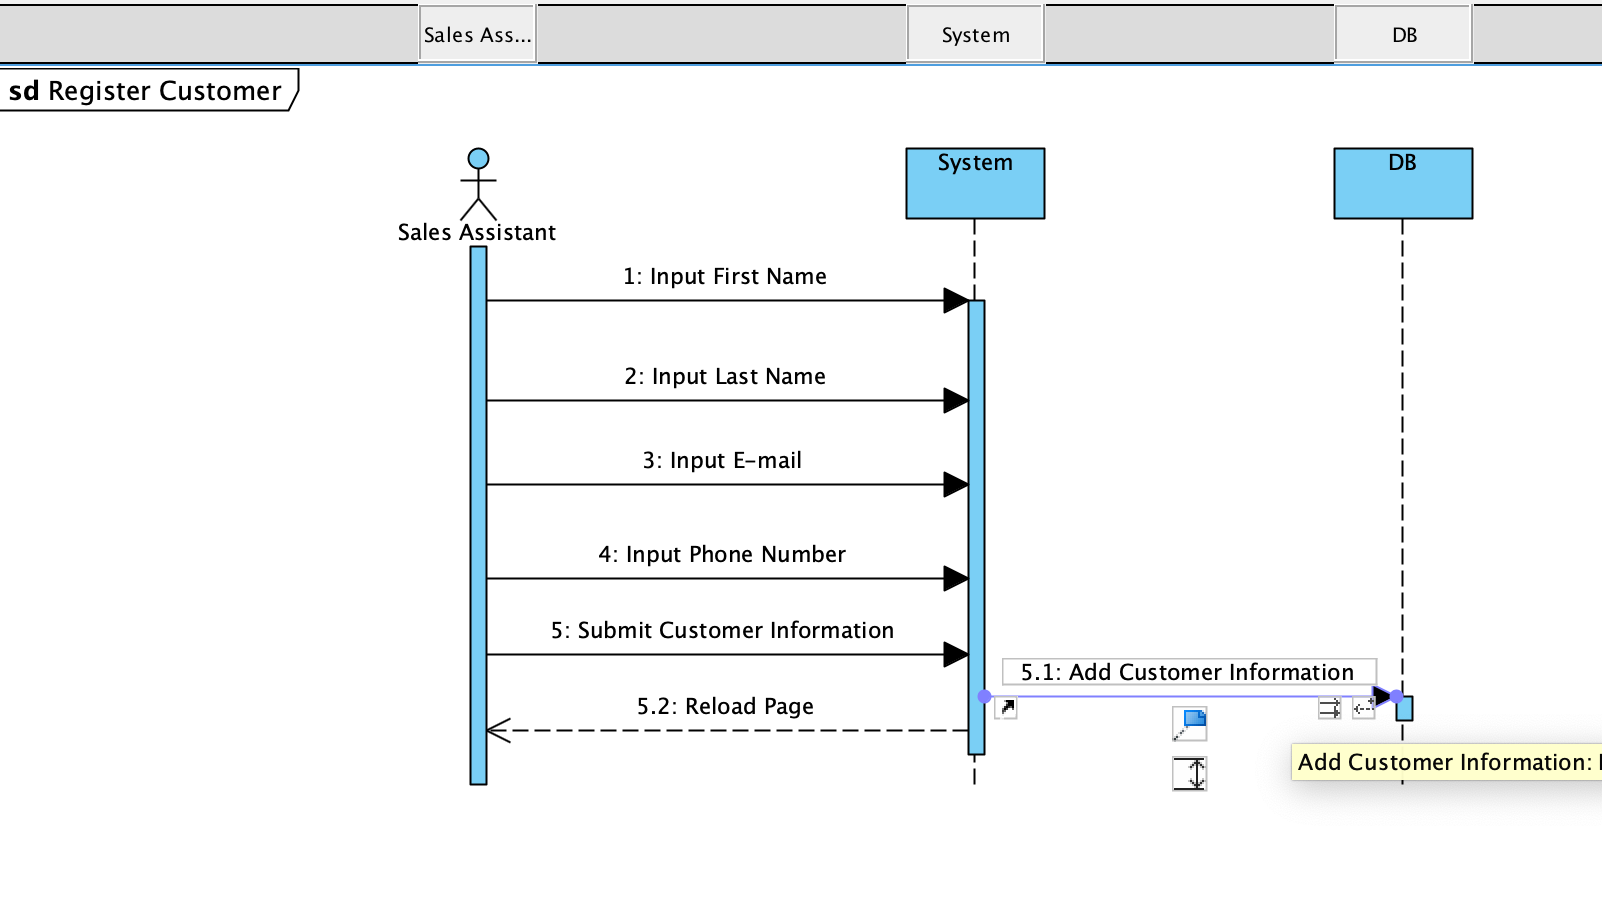 Sales Ass...
System
DB
sd Register Customer
System
DB
Sales Assistant
1: Input First Name
2: Input Last Name
3: Input E-mail
4: Input Phone Number
5: Submit Customer Information
5.1: Add Customer Information
5.2: Reload Page
Add Customer Information: